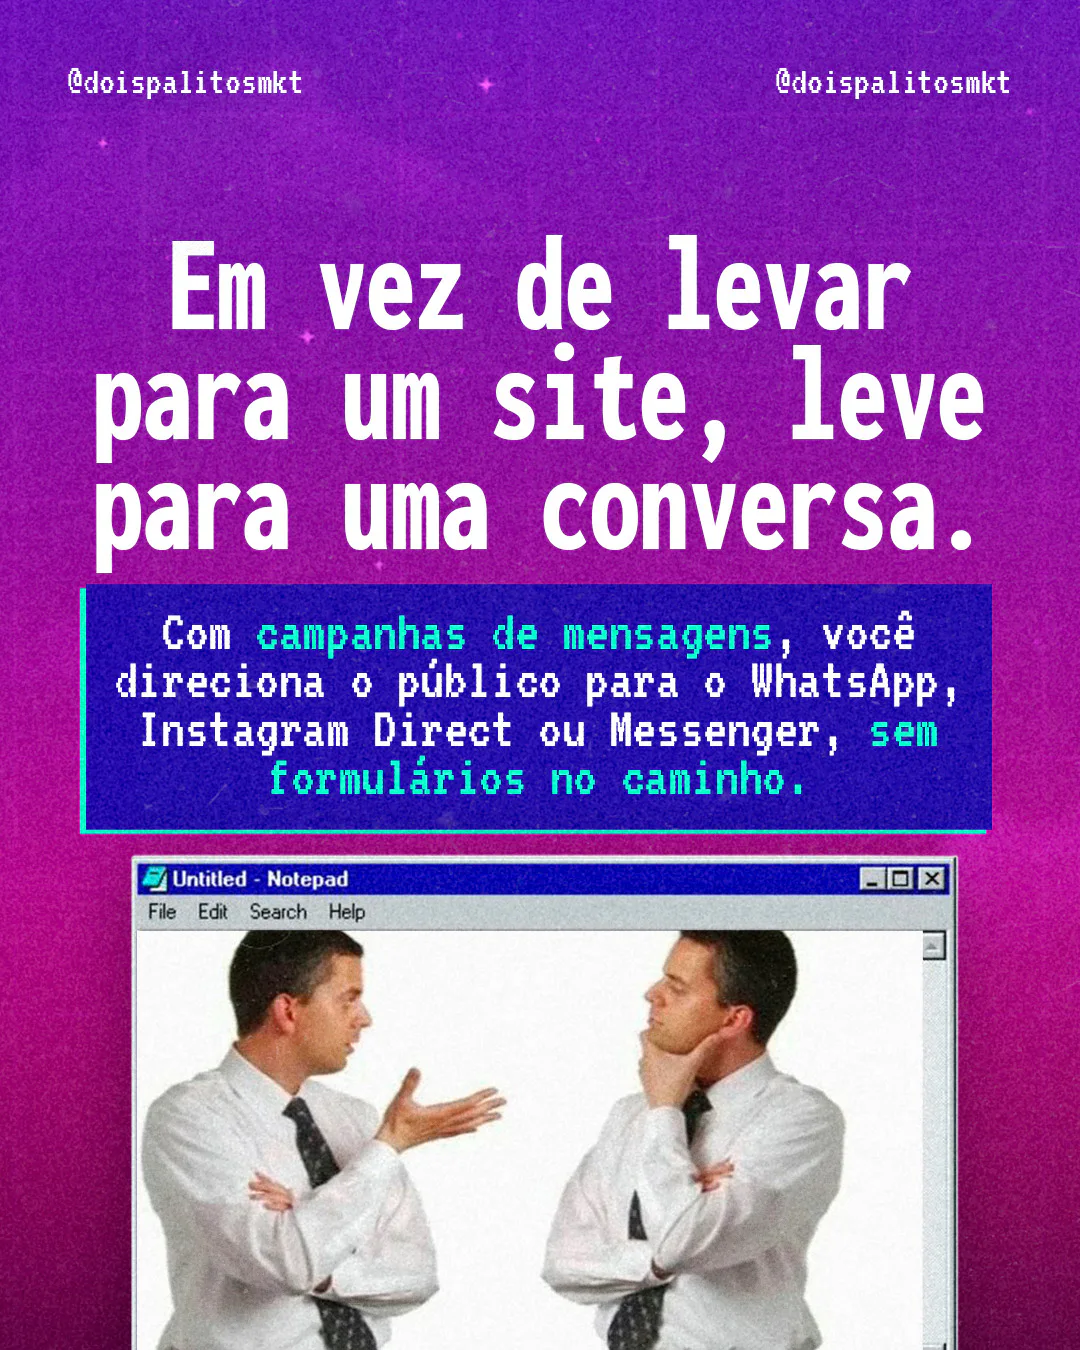 @doispalitosmkt @doispalitosmkt
Em vez de levar
para um site, leve
para uma conversa.
Com campanhas de mensagens, você
direciona o público para o WhatsApp,
Instagram Direct ou Messenger, sem
formulários no caminho.
Untitled - Notepad
File Edit Search Help